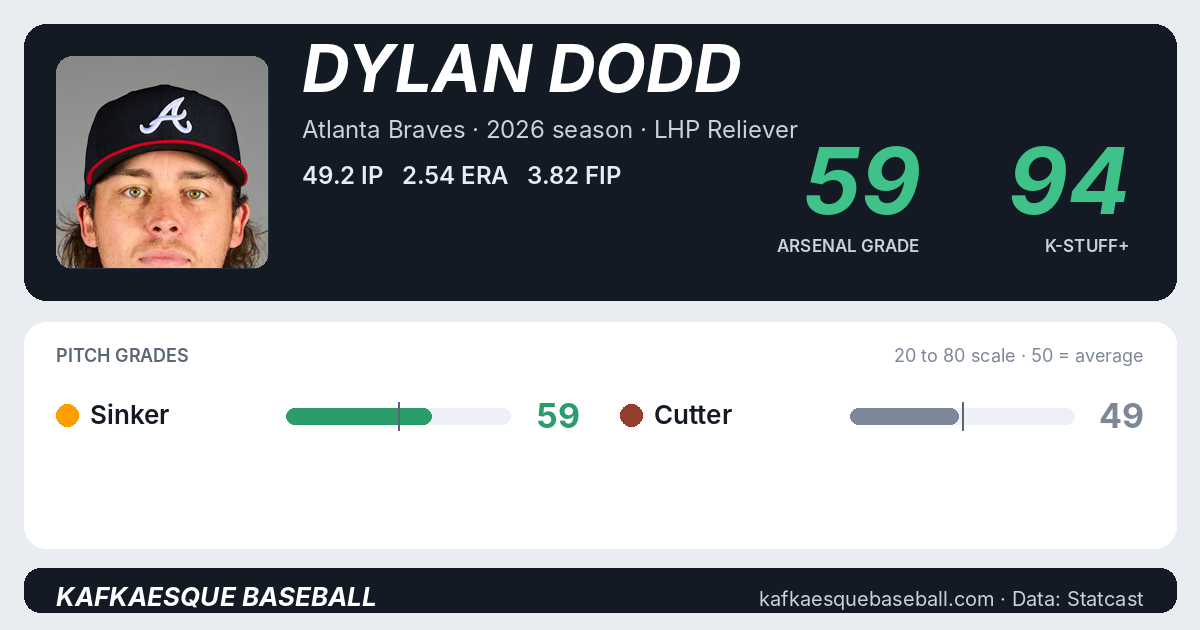 DYLAN DODD
Atlanta Braves · 2026 season · LHP Reliever
49.2 IP 2.54 ERA 3.82 FIP
59 94
ARSENAL GRADE K-STUFF+
PITCH GRADES 20 to 80 scale · 50 = average
Sinker 59 Cutter 49
KAFKAESQUE BASEBALL kafkaesquebaseball.com · Data: Statcast